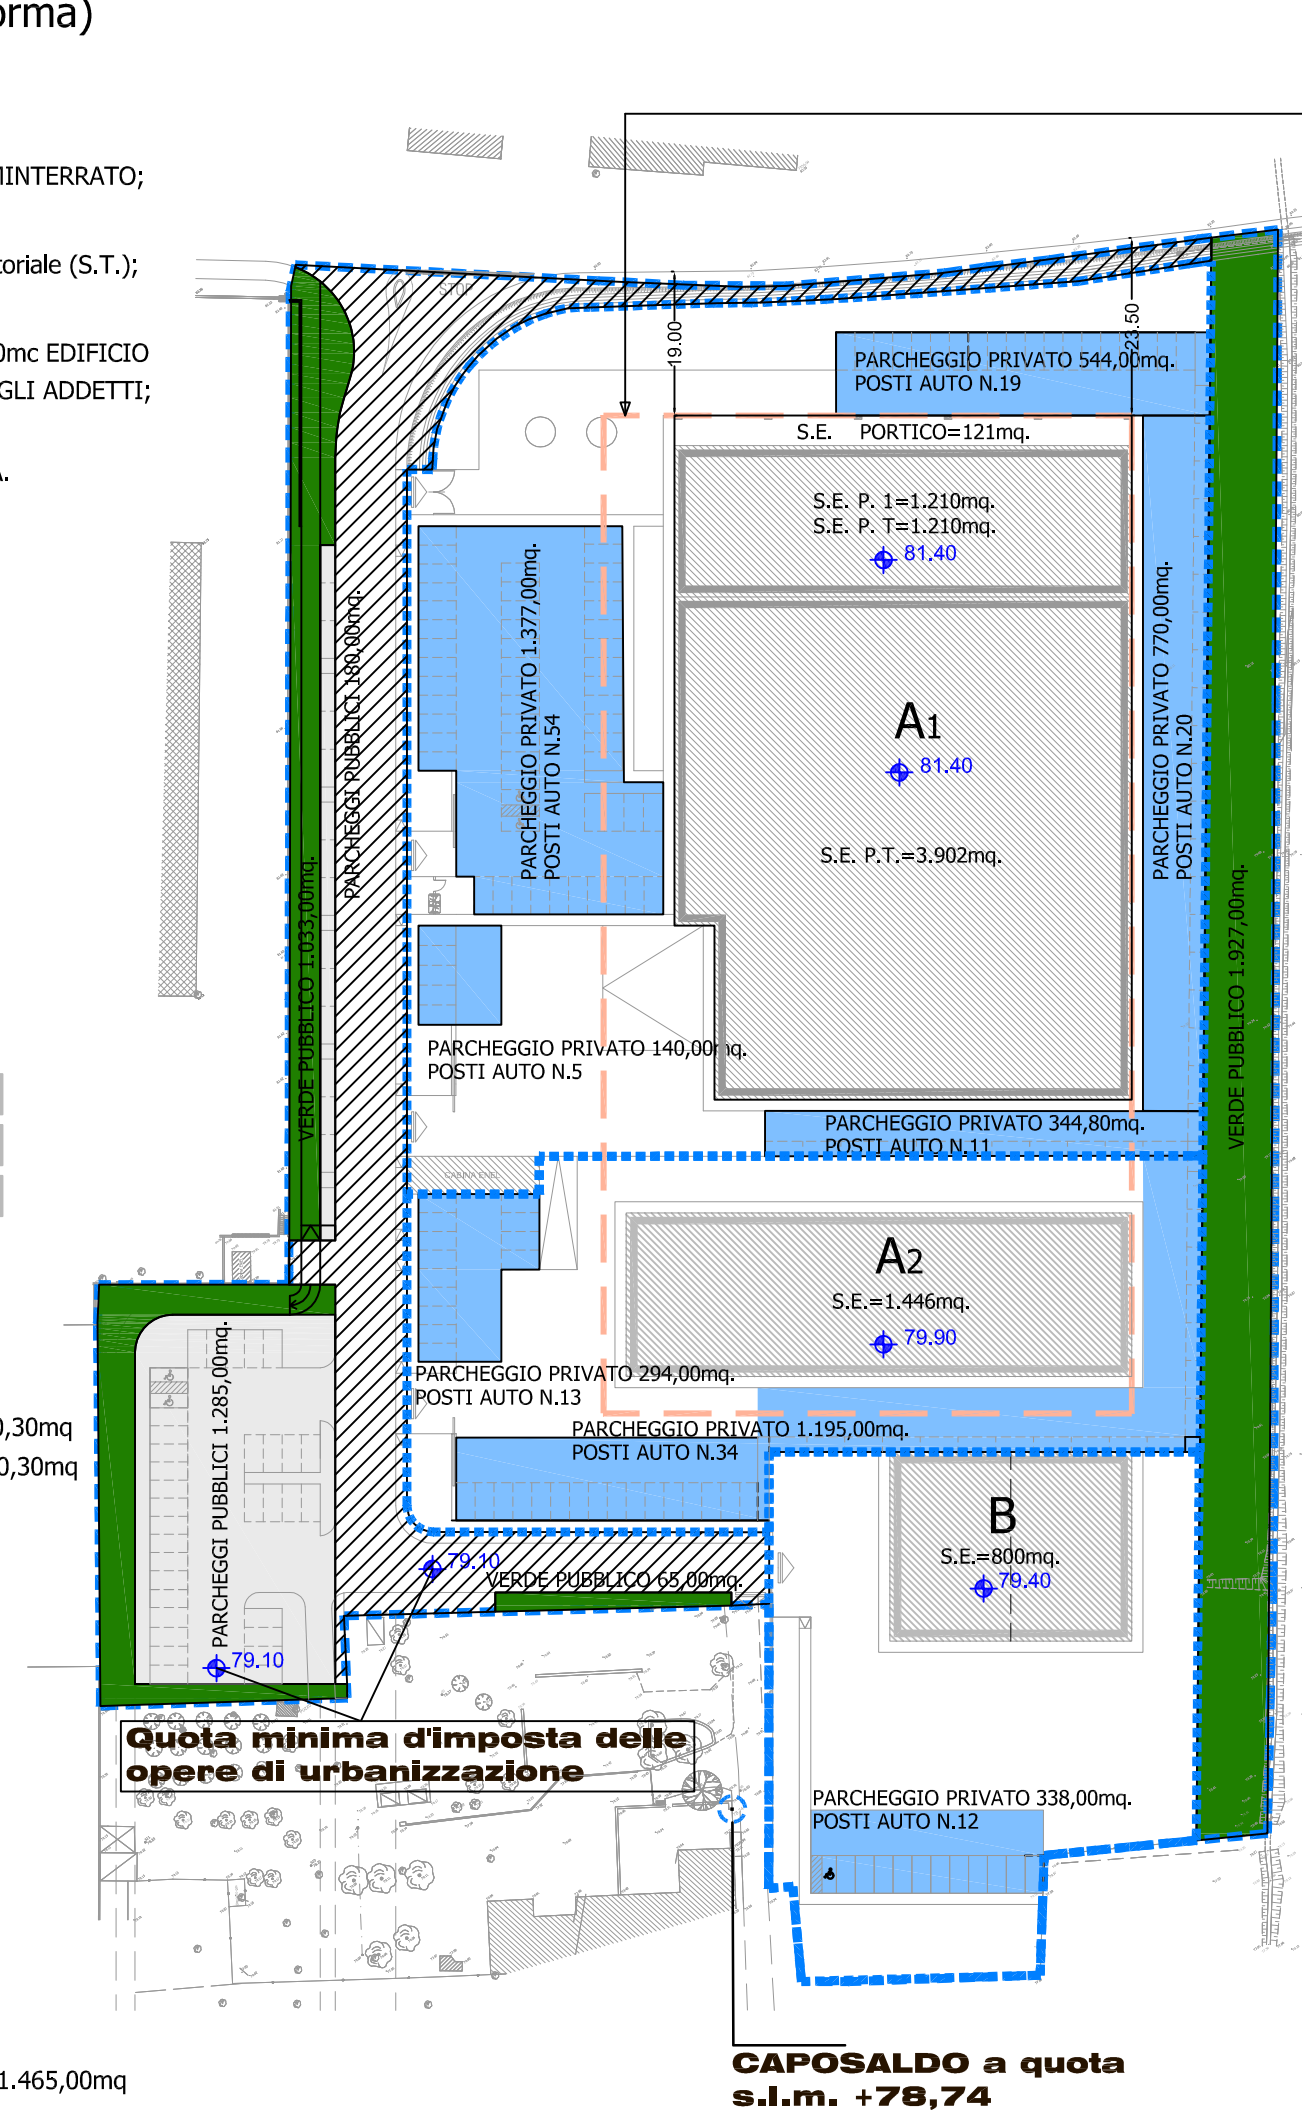 orma)
MINTERRATO;
toriale (S.T.);
0mc EDIFICIO
GLI ADDETTI;
A.
STOP
19.00
23.50
PARCHEGGIO PRIVATO 544,00mq.
POSTI AUTO N.19
S.E. PORTICO=121mq.
S.E. P. 1=1.210mq.
S.E. P. T=1.210mq.
81.40
PARCHEGGIO PRIVATO 1.377,00mq.
POSTI AUTO N.54
PARCHEGGI PUBBLICI 180,00mq.
PARCHEGGIO PRIVATO 770,00mq.
POSTI AUTO N.20
A1
81.40
S.E. P.T.=3.902mq.
VERDE PUBBLICO 1.033,00mq.
VERDE PUBBLICO 1.927,00mq.
PARCHEGGIO PRIVATO 140,00mq.
POSTI AUTO N.5
PARCHEGGIO PRIVATO 344,80mq.
POSTI AUTO N.11
CABINA ENEL
A2
S.E.=1.446mq.
79.90
PARCHEGGIO PRIVATO 294,00mq.
POSTI AUTO N.13
PARCHEGGI PUBBLICI 1.285,00mq.
0,30mq
0,30mq
PARCHEGGIO PRIVATO 1.195,00mq.
POSTI AUTO N.34
B
S.E.=800mq.
79.40
79.10
VERDE PUBBLICO 65,00mq.
79.10
Quota minima d'imposta delle
opere di urbanizzazione
PARCHEGGIO PRIVATO 338,00mq.
POSTI AUTO N.12
CAPOSALDO a quota
s.l.m. +78,74
1.465,00mq